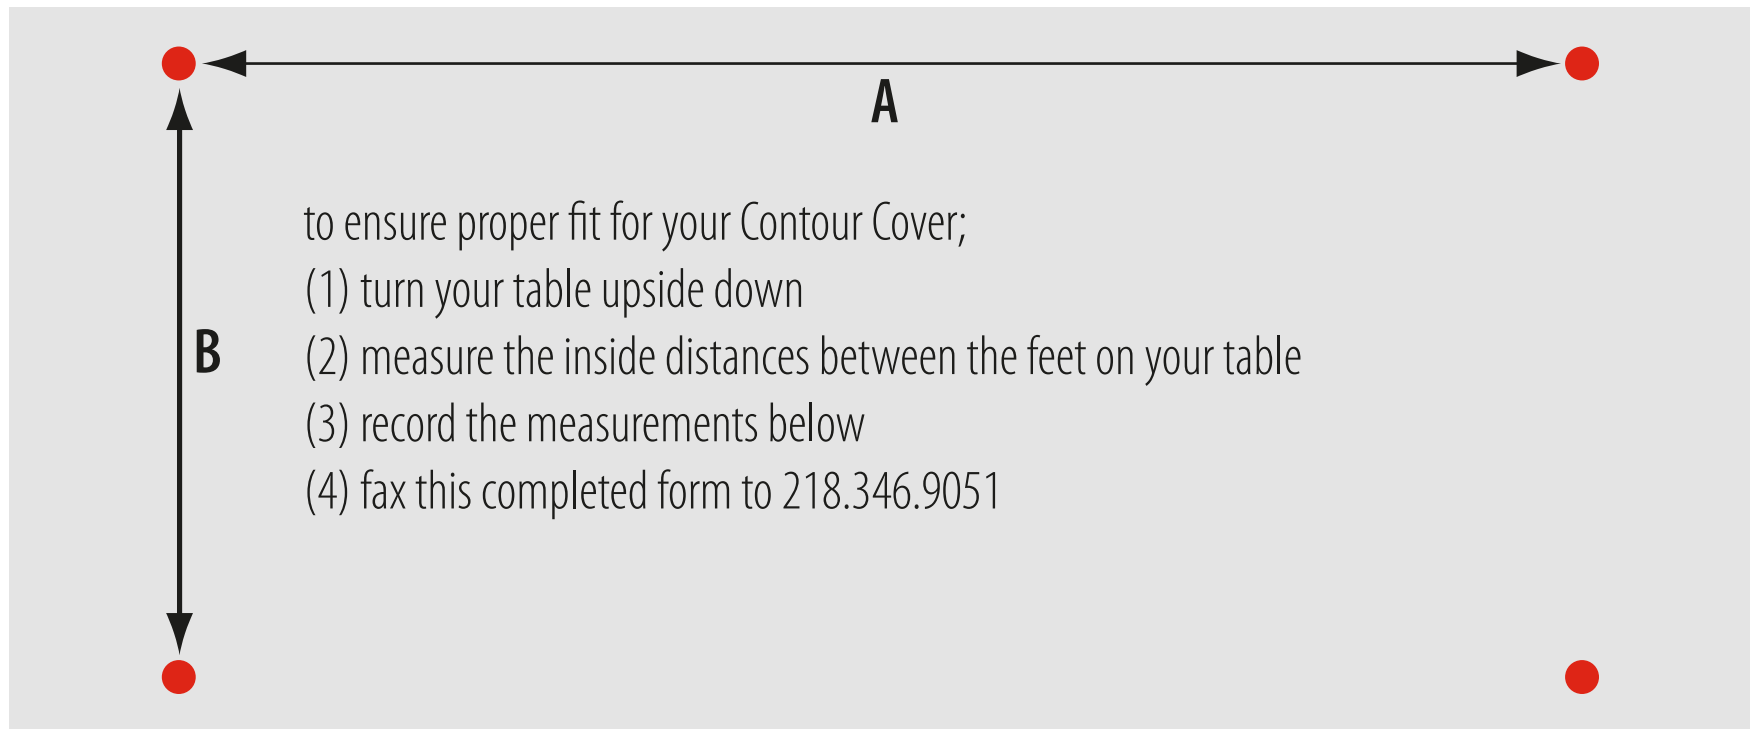 A
to ensure proper fit for your Contour Cover;
(1) turn your table upside down
B
(2) measure the inside distances between the feet on your table
(3) record the measurements below
(4) fax this completed form to 218.346.9051